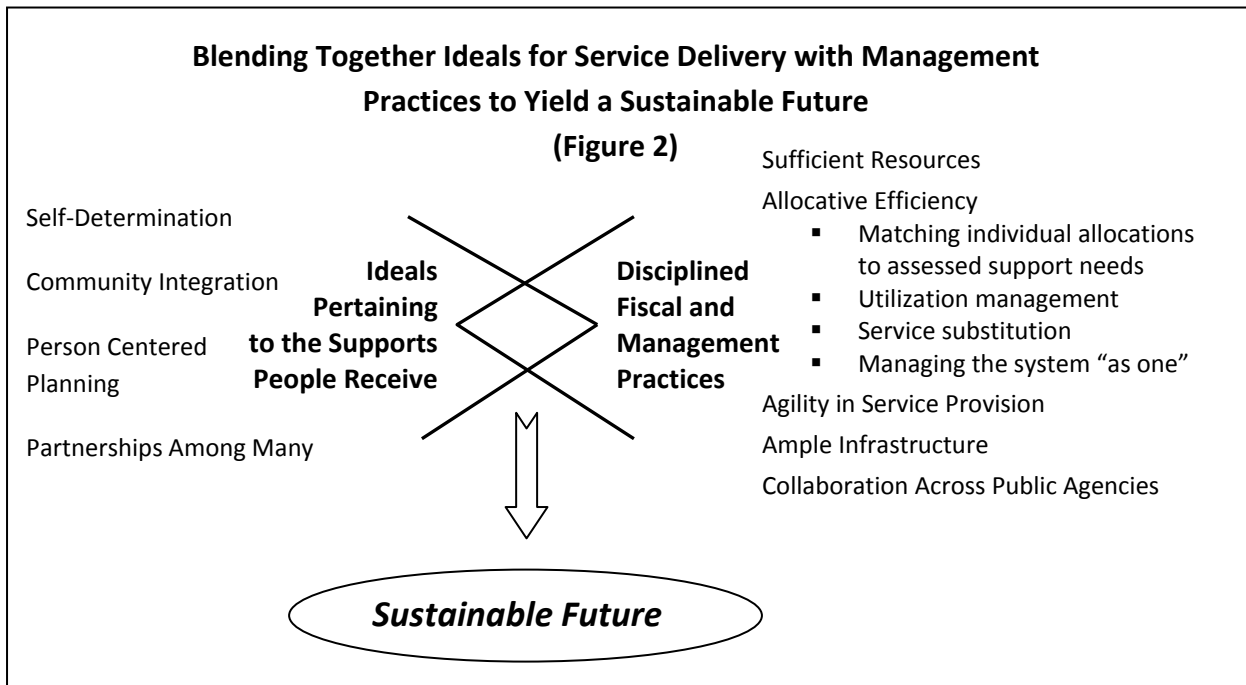 Blending Together Ideals for Service Delivery with Management
Practices to Yield a Sustainable Future
(Figure 2)
Self-Determination
Community Integration
Person Centered
Planning
Partnerships Among Many
Ideals
Pertaining
to the Supports
People Receive
Disciplined
Fiscal and
Management
Practices
Sufficient Resources
Allocative Efficiency
▪ Matching individual allocations
to assessed support needs
▪ Utilization management
▪ Service substitution
▪ Managing the system “as one”
Agility in Service Provision
Ample Infrastructure
Collaboration Across Public Agencies
Sustainable Future